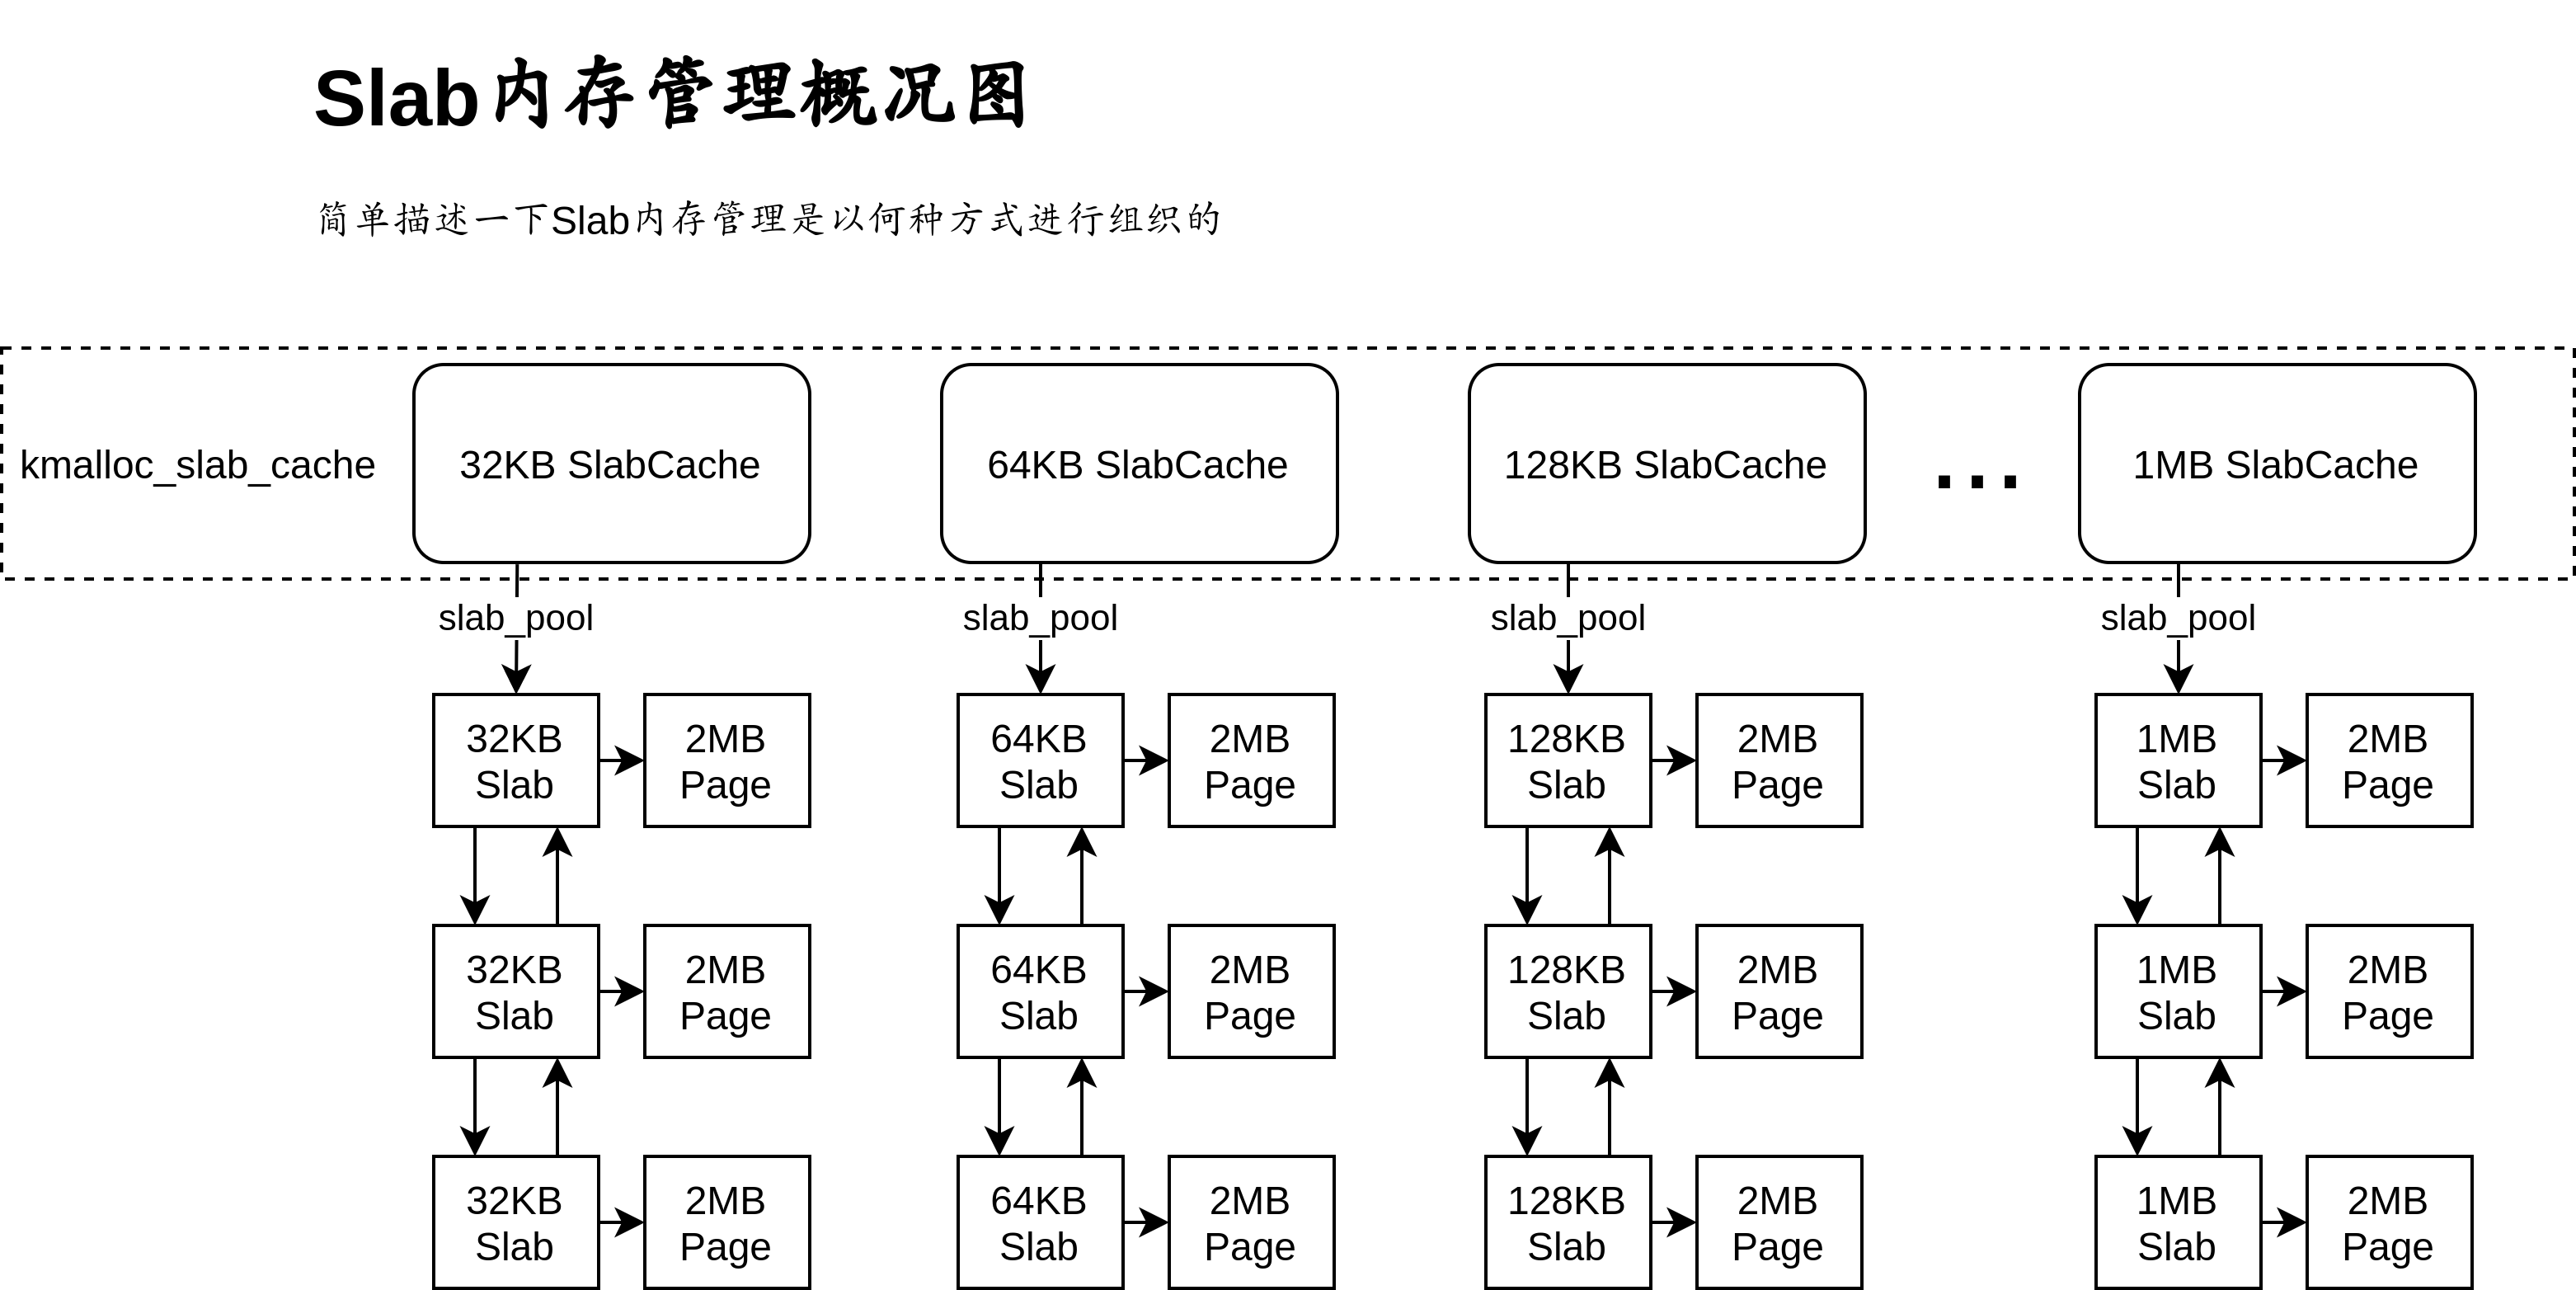 Slab内存管理概况图
简单描述一下Slab内存管理是以何种方式进行组织的
kmalloc_slab_cache
32KB SlabCache
64KB SlabCache
128KB SlabCache
...
1MB SlabCache
slab_pool
slab_pool
slab_pool
slab_pool
32KB
Slab
2MB
Page
64KB
Slab
2MB
Page
128KB
Slab
2MB
Page
1MB
Slab
2MB
Page
32KB
Slab
2MB
Page
64KB
Slab
2MB
Page
128KB
Slab
2MB
Page
1MB
Slab
2MB
Page
32KB
Slab
2MB
Page
64KB
Slab
2MB
Page
128KB
Slab
2MB
Page
1MB
Slab
2MB
Page